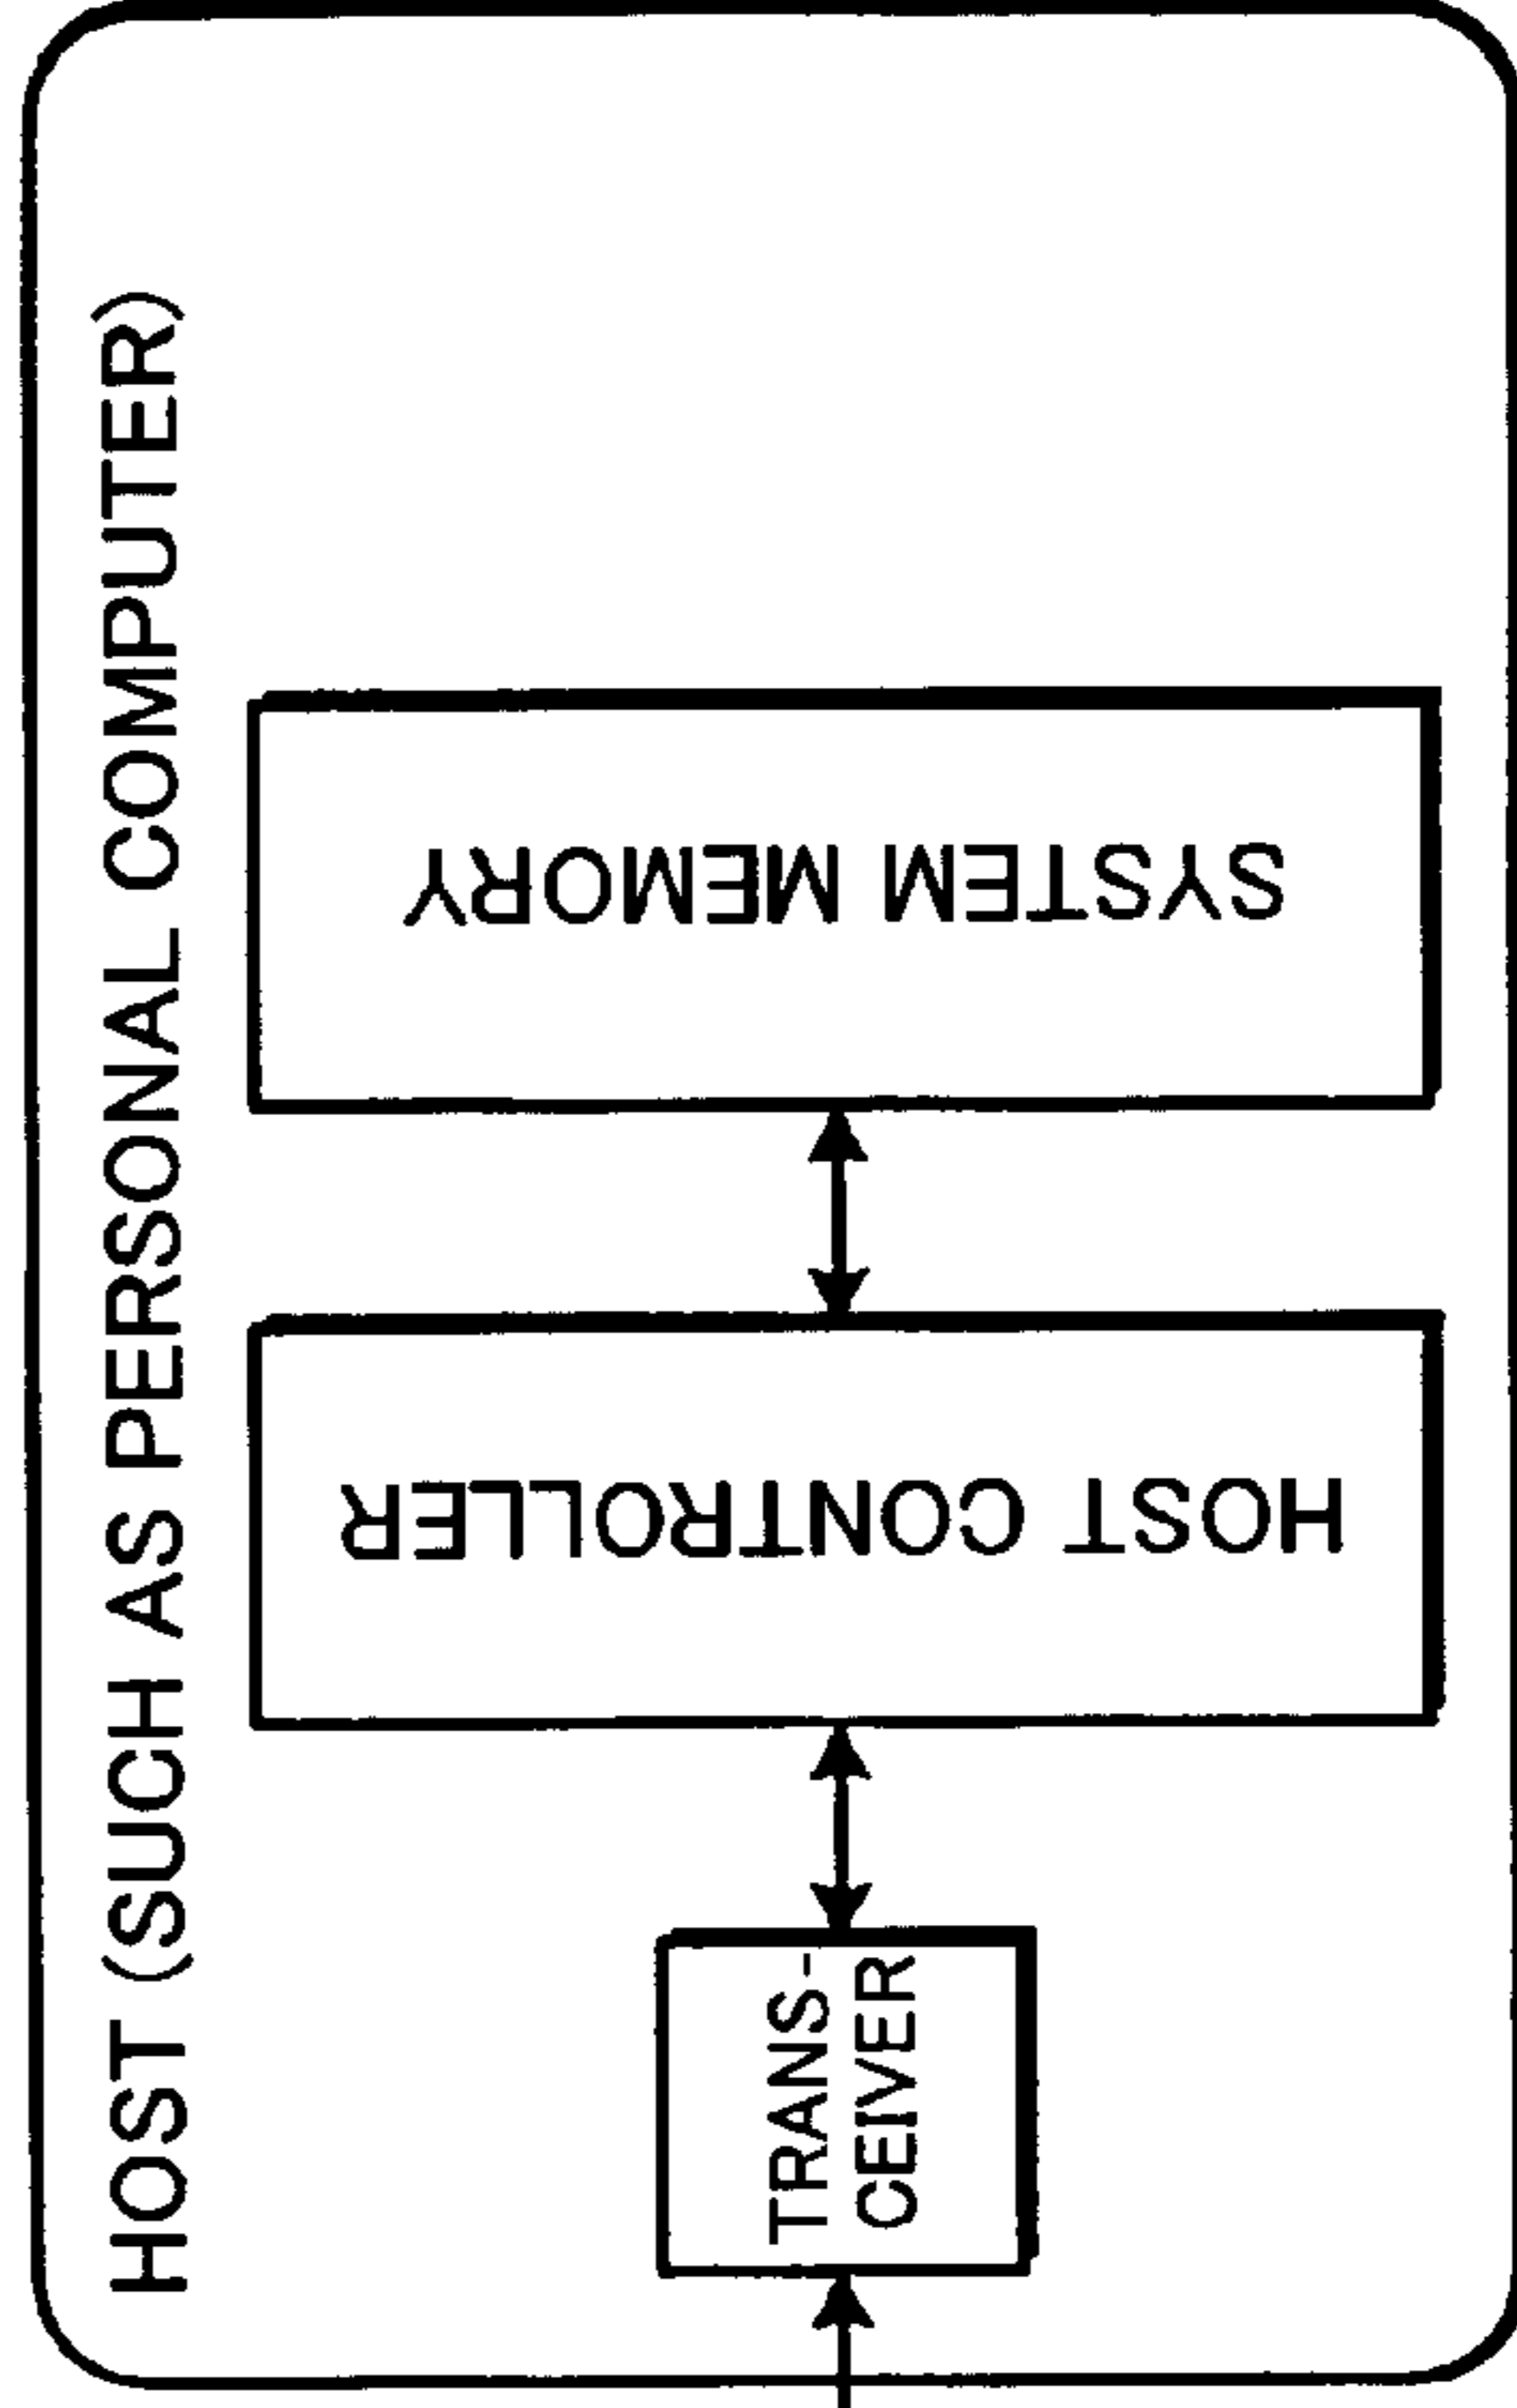 HOST (SUCH AS PERSONAL COMPUTER)
TRANS-
CEIVER
HOST CONTROLLER
SYSTEM MEMORY